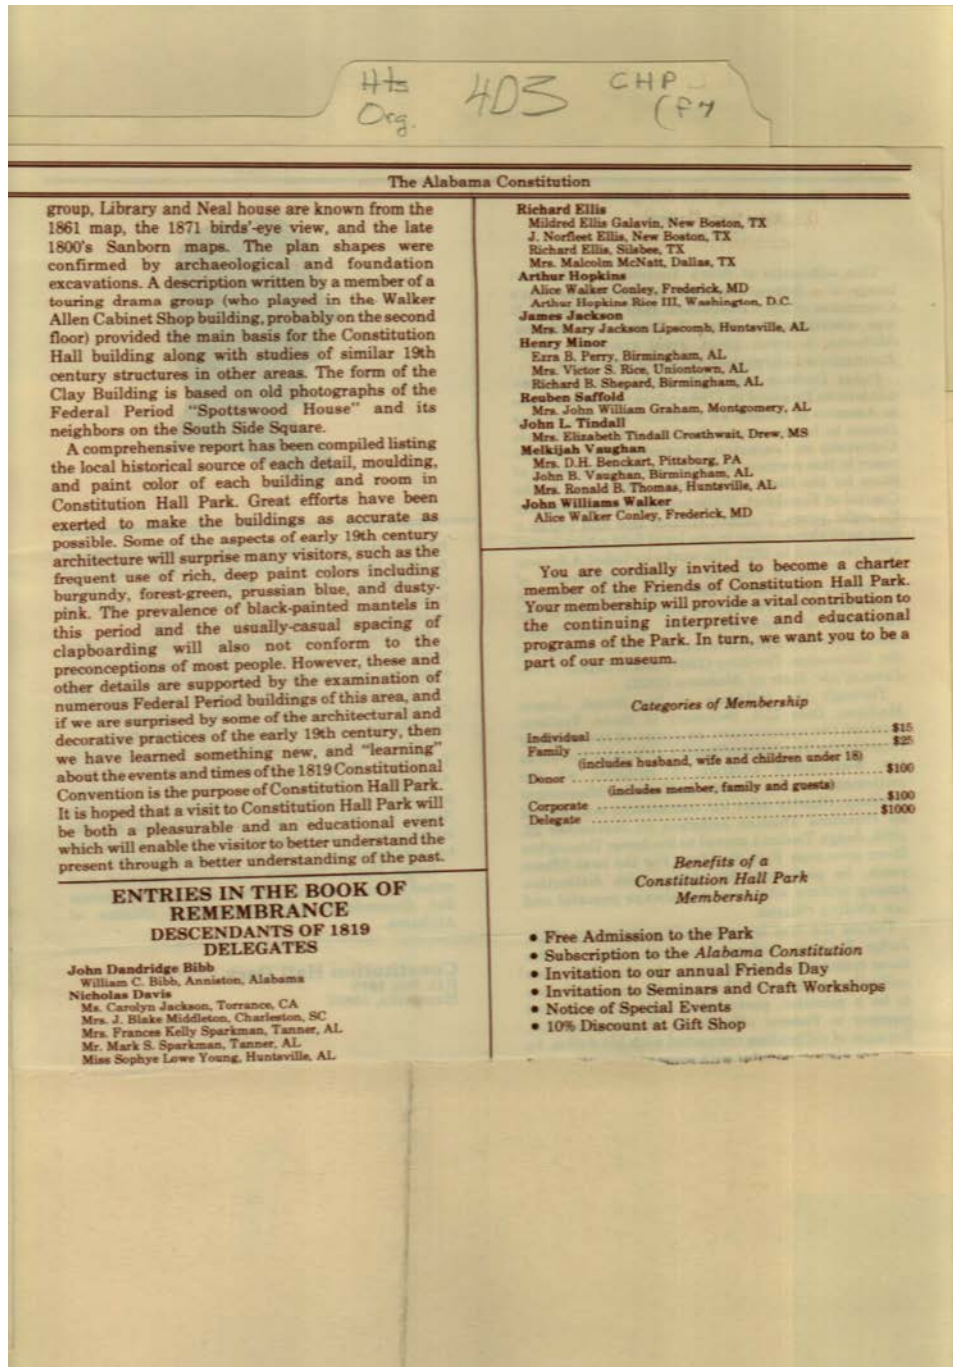 Hts
Org.
403
CHP
The Alabama Constitution
group, Library and Neal house are known from the
1861 map, the 1871 birds'-eye view, and the late
1800's Sanborn maps. The plan shapes were
confirmed by archaeological and foundation
excavations. A description written by a member of a
touring drama group (who played in the Walker
Allen Cabinet Shop building, probably on the second
floor) provided the main basis for the Constitution
Hall building along with studies of similar 19th
century structures in other areas. The form of the
Clay Building is based on old photographs of the
Federal Period "Spottswood House" and its
neighbors on the South Side Square.
A comprehensive report has been compiled listing
the local historical source of each detail, moulding,
and paint color of each building and room in
Constitution Hall Park. Great efforts have been
exerted to make the buildings as accurate as
possible. Some of the aspects of early 19th century
architecture will surprise many visitors, such as the
frequent use of rich, deep paint colors including
burgundy, forest-green, prussian blue, and dusty-
pink. The prevalence of black-painted mantels in
this period and the usually-casual spacing of
clapboarding will also not conform to the
preconceptions of most people. However, these and
other details are supported by the examination of
numerous Federal Period buildings of this area, and
if we are surprised by some of the architectural and
decorative practices of the early 19th century, then
we have learned something new, and "learning"
about the events and times of the 1819 Constitutional
Convention is the purpose of Constitution Hall Park.
It is hoped that a visit to Constitution Hall Park will
be both a pleasurable and an educational event
which will enable the visitor to better understand the
present through a better understanding of the past.
ENTRIES IN THE BOOK OF
REMEMBRANCE
DESCENDANTS OF 1819
DELEGATES
John Dandridge Bibb
William C. Bibb, Anniston, Alabama
Nicholas Davis
Ms. Carolyn Jackson, Torrance, CA
Mrs. J. Blake Middleton, Charleston, SC
Mrs. Frances Kelly Sparkman, Tanner, AL
Mr. Mark S. Sparkman, Tanner, AL
Miss Sophye Lowe Young, Huntsville, AL
Richard Ellis
Mildred Ellis Galavin, New Boston, TX
J. Norfleet Ellis, New Boston, TX
Richard Ellis, Silsbee, TX
Mrs. Malcolm McNatt, Dallas, TX
Arthur Hopkins
Alice Walker Conley, Frederick, MD
Arthur Hopkins Rice III, Washington, D.C.
James Jackson
Mrs. Mary Jackson Lipscomb, Huntsville, AL
Henry Minor
Ezra B. Perry, Birmingham, AL
Mrs. Victor S. Rice, Uniontown, AL
Richard B. Shepard, Birmingham, AL
Reuben Saffold
Mrs. John William Graham, Montgomery, AL
John L. Tindall
Mrs. Elizabeth Tindall Crosthwait, Drew, MS
Melkijah Vaughan
Mrs. D.H. Benckart, Pittsburg, PA
John B. Vaughan, Birmingham, AL
Mrs. Ronald B. Thomas, Huntsville, AL
John Williams Walker
Alice Walker Conley, Frederick, MD
You are cordially invited to become a charter
member of the Friends of Constitution Hall Park.
Your membership will provide a vital contribution to
the continuing interpretive and educational
programs of the Park. In turn, we want you to be a
part of our museum.
Categories of Membership
Individual .......... $15
Family .......... $25
(includes husband, wife and children under 18)
Donor .......... $100
(includes member, family and guests)
Corporate .......... $100
Delegate .......... $1000
Benefits of a
Constitution Hall Park
Membership
• Free Admission to the Park
• Subscription to the Alabama Constitution
• Invitation to our annual Friends Day
• Invitation to Seminars and Craft Workshops
• Notice of Special Events
• 10% Discount at Gift Shop